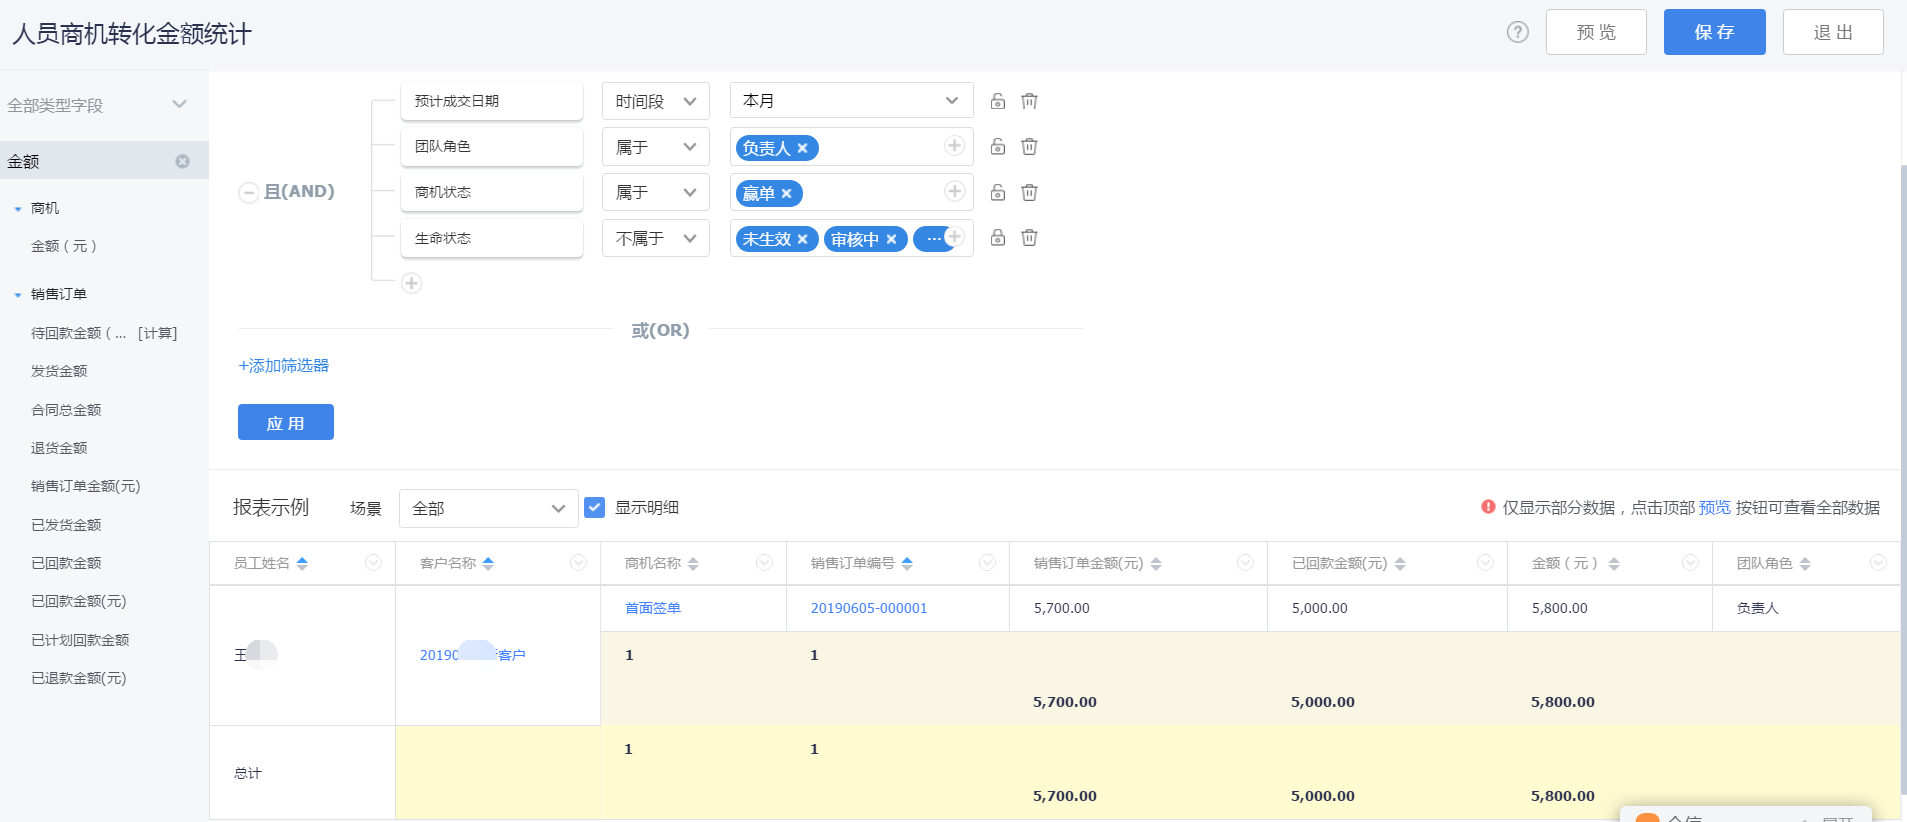 人员商机转化金额统计
?
预 览
保 存
退 出
全部类型字段
金额
商机
金额（元）
销售订单
待回款金额（... [计算]
发货金额
合同总金额
退货金额
销售订单金额(元)
已发货金额
已回款金额
已回款金额(元)
已计划回款金额
已退款金额(元)
且(AND)
预计成交日期 时间段 本月
团队角色 属于 负责人 ×
商机状态 属于 赢单 ×
生命状态 不属于 未生效 × 审核中 × ...
或(OR)
+添加筛选器
应 用
报表示例 场景 全部 显示明细
仅显示部分数据，点击顶部 预览 按钮可查看全部数据
员工姓名 客户名称 商机名称 销售订单编号 销售订单金额(元) 已回款金额(元) 金额（元） 团队角色
首面签单 20190605-000001 5,700.00 5,000.00 5,800.00 负责人
王 20190 客户 1 1
5,700.00 5,000.00 5,800.00
总计 1 1
5,700.00 5,000.00 5,800.00